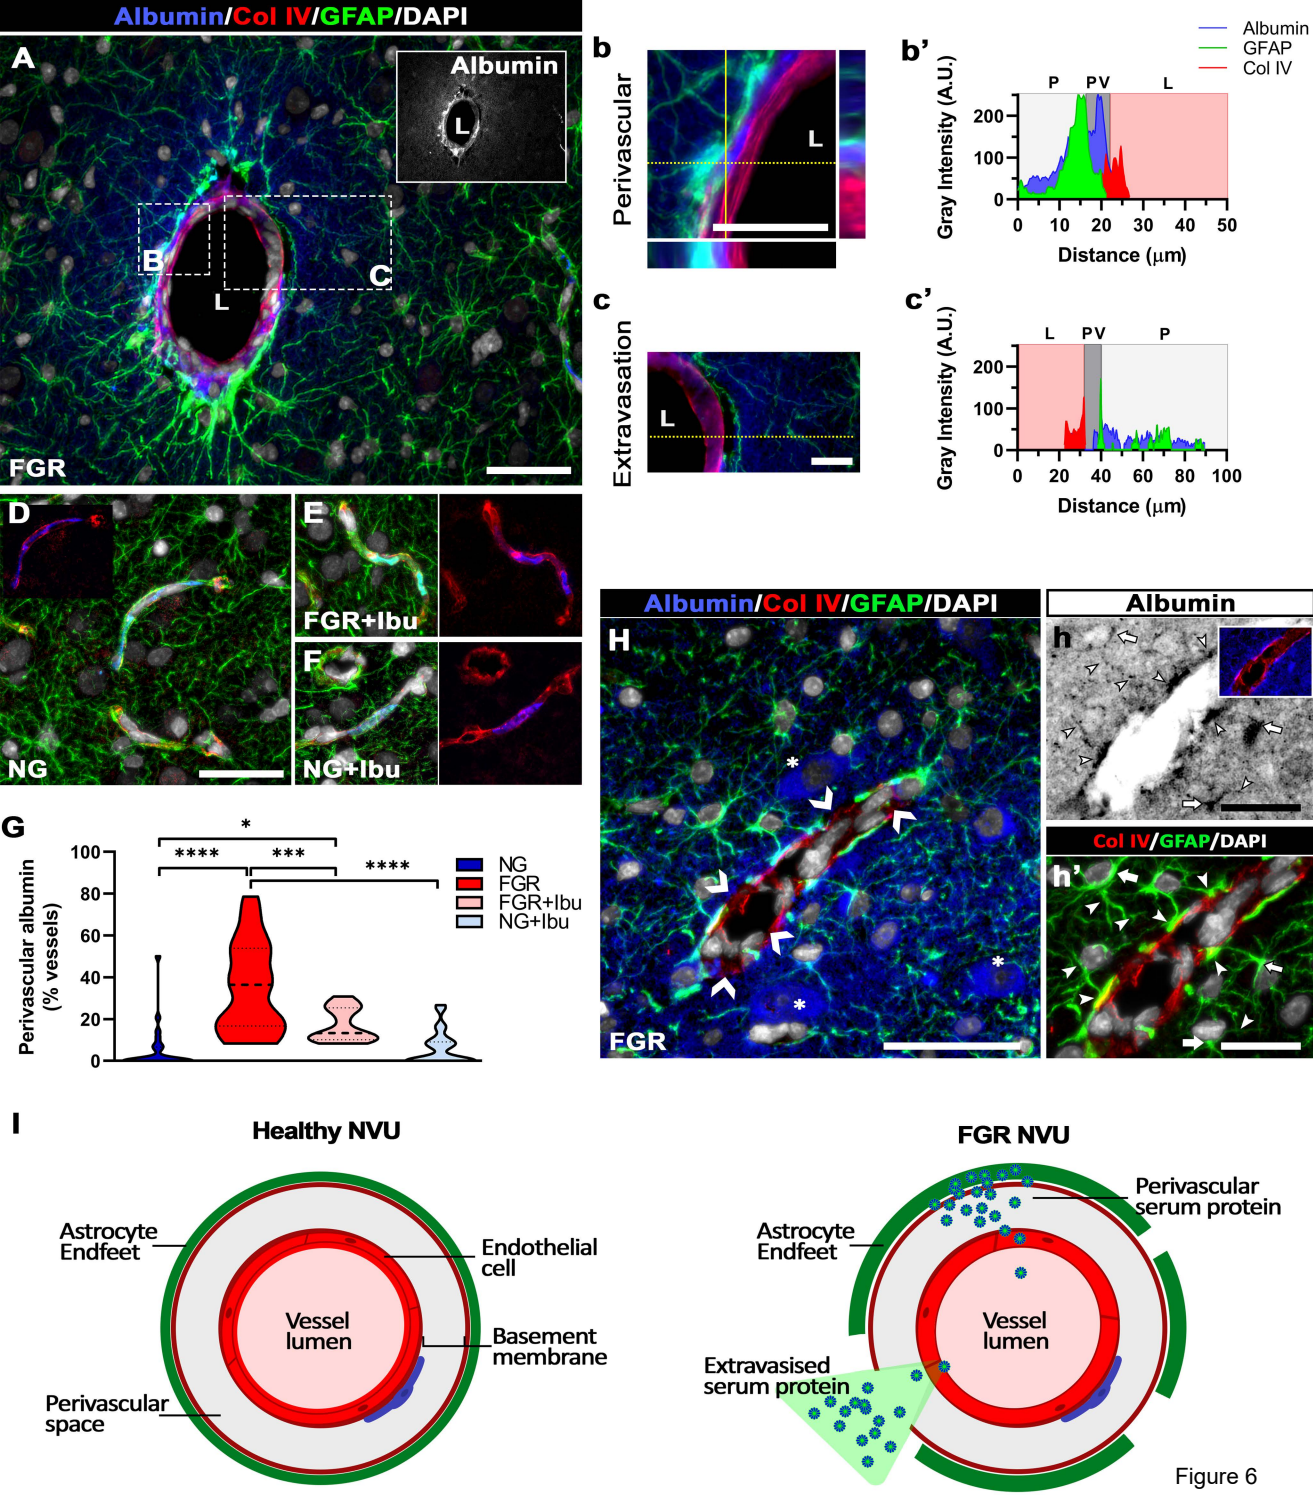 Albumin/Col IV/GFAP/DAPI
A
Albumin
L
B
C
L
FGR
b
Perivascular
L
b’
Albumin
GFAP
Col IV
Gray Intensity (A.U.)
P
PV
L
200
100
0
0 10 20 30 40 50
Distance (μm)
c
Extravasation
L
c’
Gray Intensity (A.U.)
L
PV
P
200
100
0
0 20 40 60 80 100
Distance (μm)
D
NG
E
FGR+Ibu
F
NG+Ibu
G
Perivascular albumin
(% vessels)
100
80
60
40
20
0
*
**** *** ****
NG
FGR
FGR+Ibu
NG+Ibu
Albumin/Col IV/GFAP/DAPI
H
*
*
*
FGR
Albumin
h
Col IV/GFAP/DAPI
h’
I
Healthy NVU
Astrocyte
Endfeet
Endothelial
cell
Vessel
lumen
Basement
membrane
Perivascular
space
FGR NVU
Perivascular
serum protein
Astrocyte
Endfeet
Vessel
lumen
Extravasised
serum protein
Figure 6